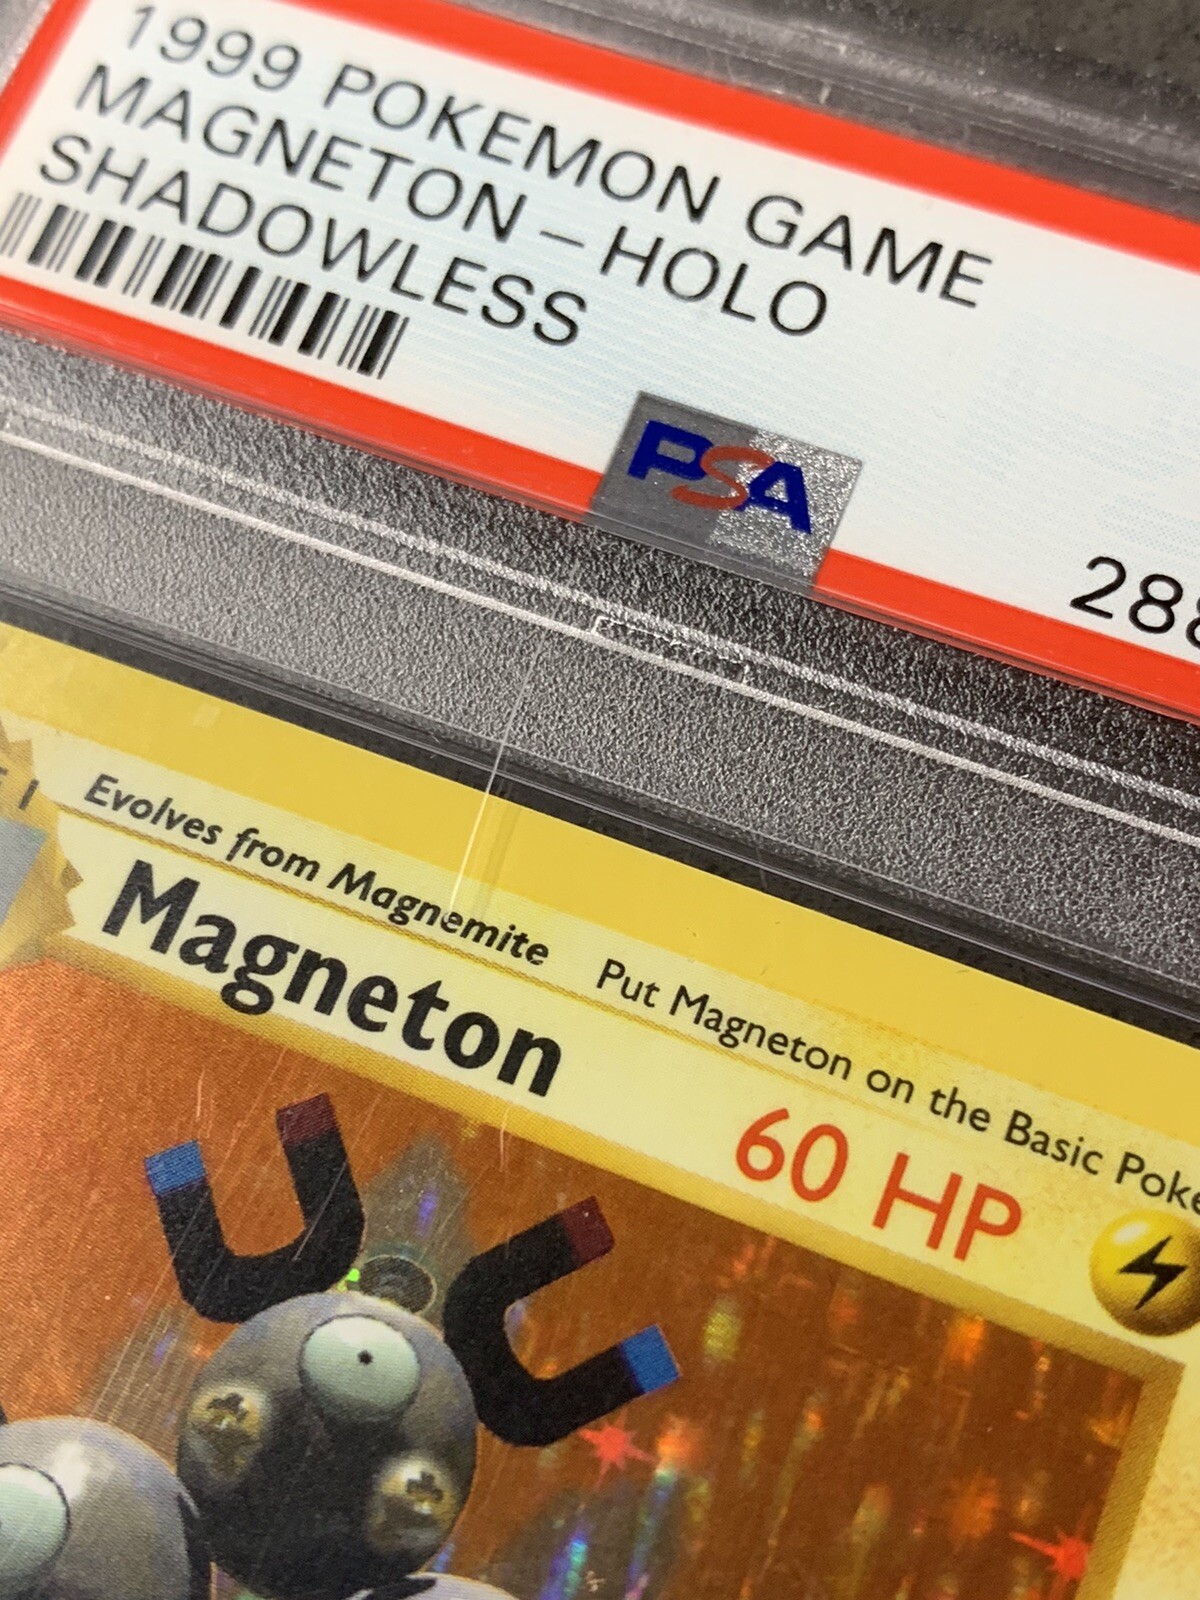 1999 POKEMON GAME
MAGNETON - HOLO
SHADOWLESS
PSA
288
Evolves from Magnemite Put Magneton on the Basic Poke
Magneton
60 HP